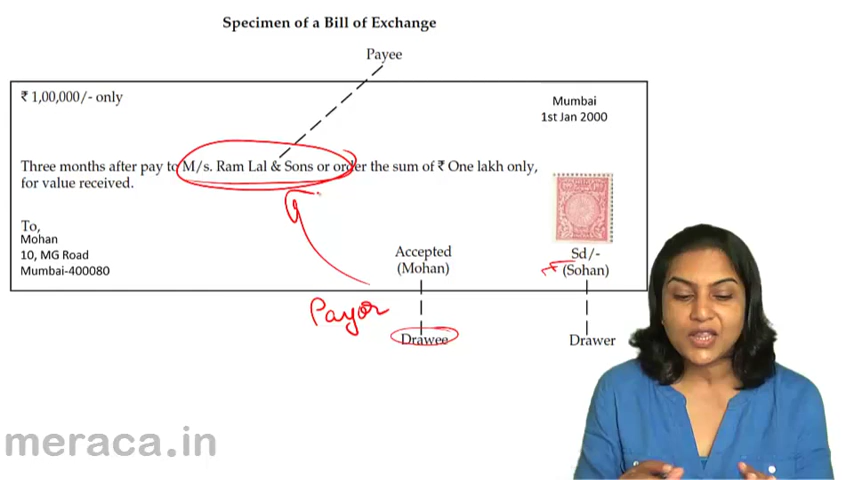 Specimen of a Bill of Exchange
Payee
₹ 1,00,000/- only
Mumbai
1st Jan 2000
Three months after pay to M/s. Ram Lal & Sons or order the sum of ₹ One lakh only,
for value received.
To,
Mohan
10, MG Road
Mumbai-400080
Accepted
(Mohan)
Sd/-
(Sohan)
Payor
Drawee
Drawer
meraca.in